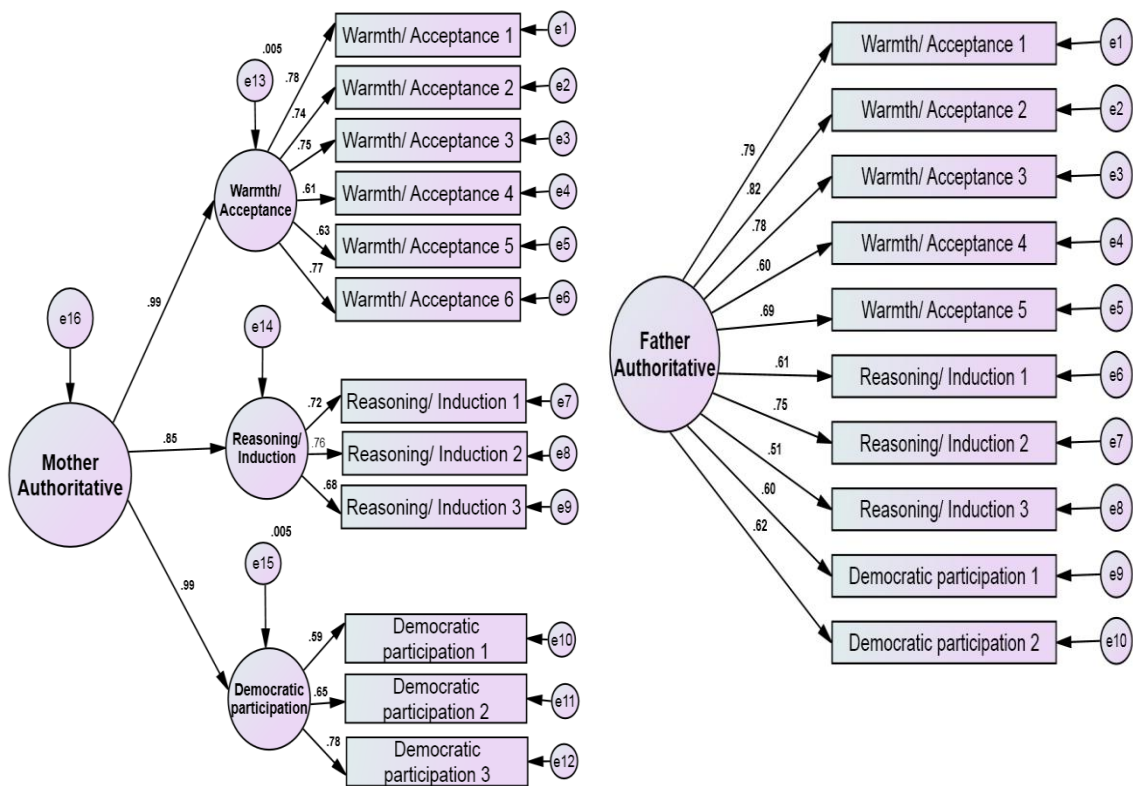 .005
e13
.78
Warmth/ Acceptance 1
e1
.74
Warmth/ Acceptance 2
e2
.75
Warmth/ Acceptance 3
e3
Warmth/
Acceptance
.61
Warmth/ Acceptance 4
e4
.63
Warmth/ Acceptance 5
e5
.77
Warmth/ Acceptance 6
e6
.99
e16
e14
Mother
Authoritative
.85
Reasoning/
Induction
.72
Reasoning/ Induction 1
e7
.76
Reasoning/ Induction 2
e8
.68
Reasoning/ Induction 3
e9
.99
.005
e15
Democratic
participation
.59
Democratic
participation 1
e10
.65
Democratic
participation 2
e11
.78
Democratic
participation 3
e12
Father
Authoritative
.79
Warmth/ Acceptance 1
e1
.82
Warmth/ Acceptance 2
e2
.78
Warmth/ Acceptance 3
e3
.60
Warmth/ Acceptance 4
e4
.69
Warmth/ Acceptance 5
e5
.61
Reasoning/ Induction 1
e6
.75
Reasoning/ Induction 2
e7
.51
Reasoning/ Induction 3
e8
.60
Democratic participation 1
e9
.62
Democratic participation 2
e10